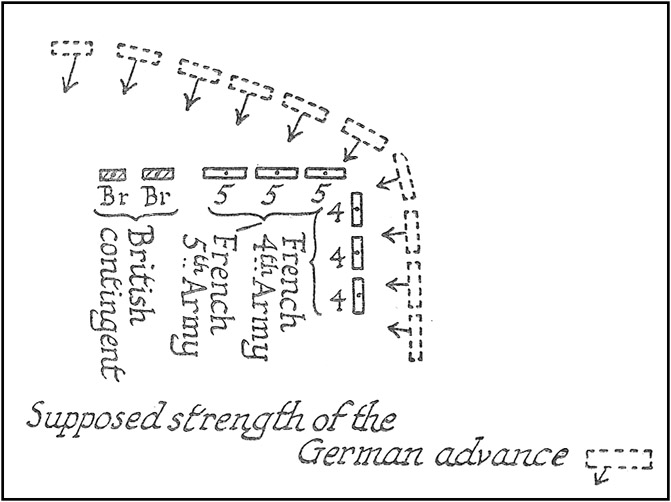 Br Br
5 5 5
4
4
4
British
contingent
French
5th Army
French
4th Army
Supposed strength of the
German advance